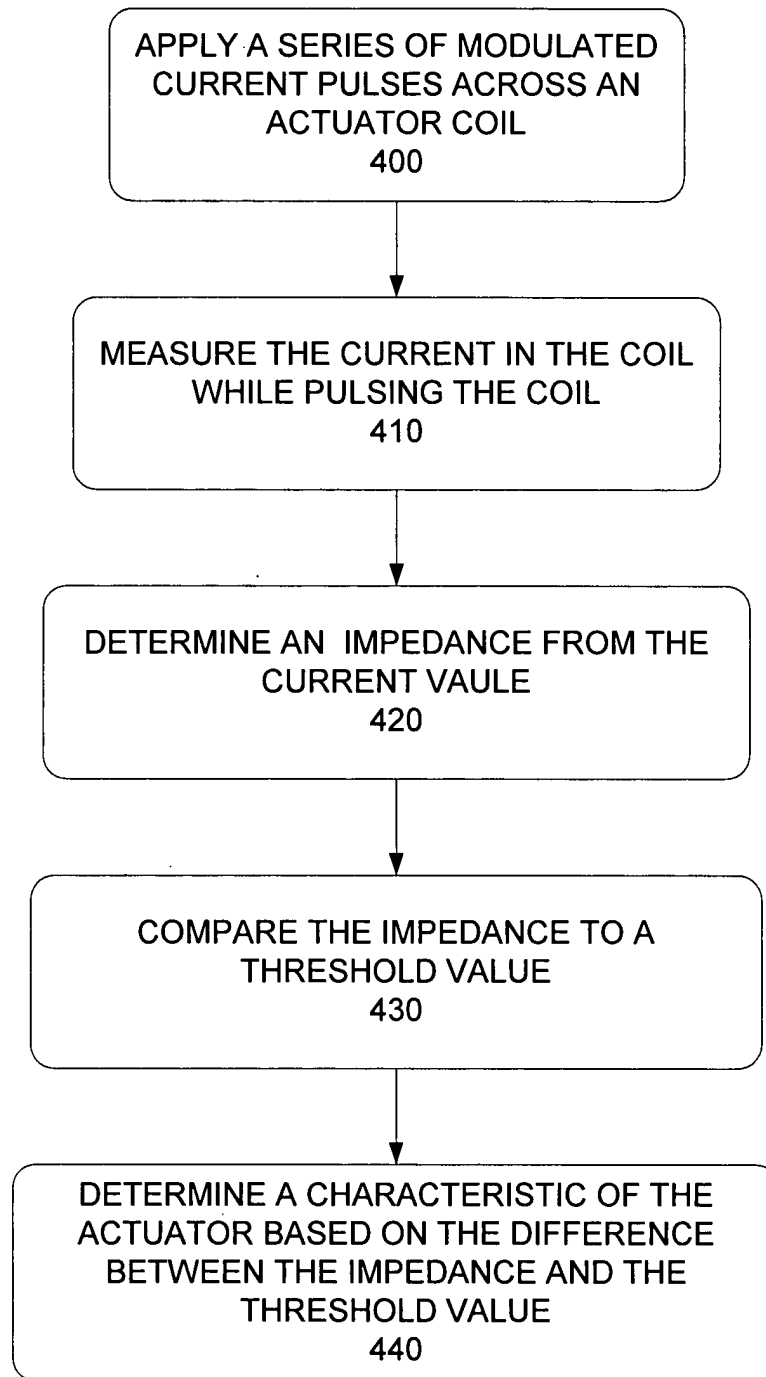 APPLY A SERIES OF MODULATED
CURRENT PULSES ACROSS AN
ACTUATOR COIL
400
MEASURE THE CURRENT IN THE COIL
WHILE PULSING THE COIL
410
DETERMINE AN IMPEDANCE FROM THE
CURRENT VAULE
420
COMPARE THE IMPEDANCE TO A
THRESHOLD VALUE
430
DETERMINE A CHARACTERISTIC OF THE
ACTUATOR BASED ON THE DIFFERENCE
BETWEEN THE IMPEDANCE AND THE
THRESHOLD VALUE
440